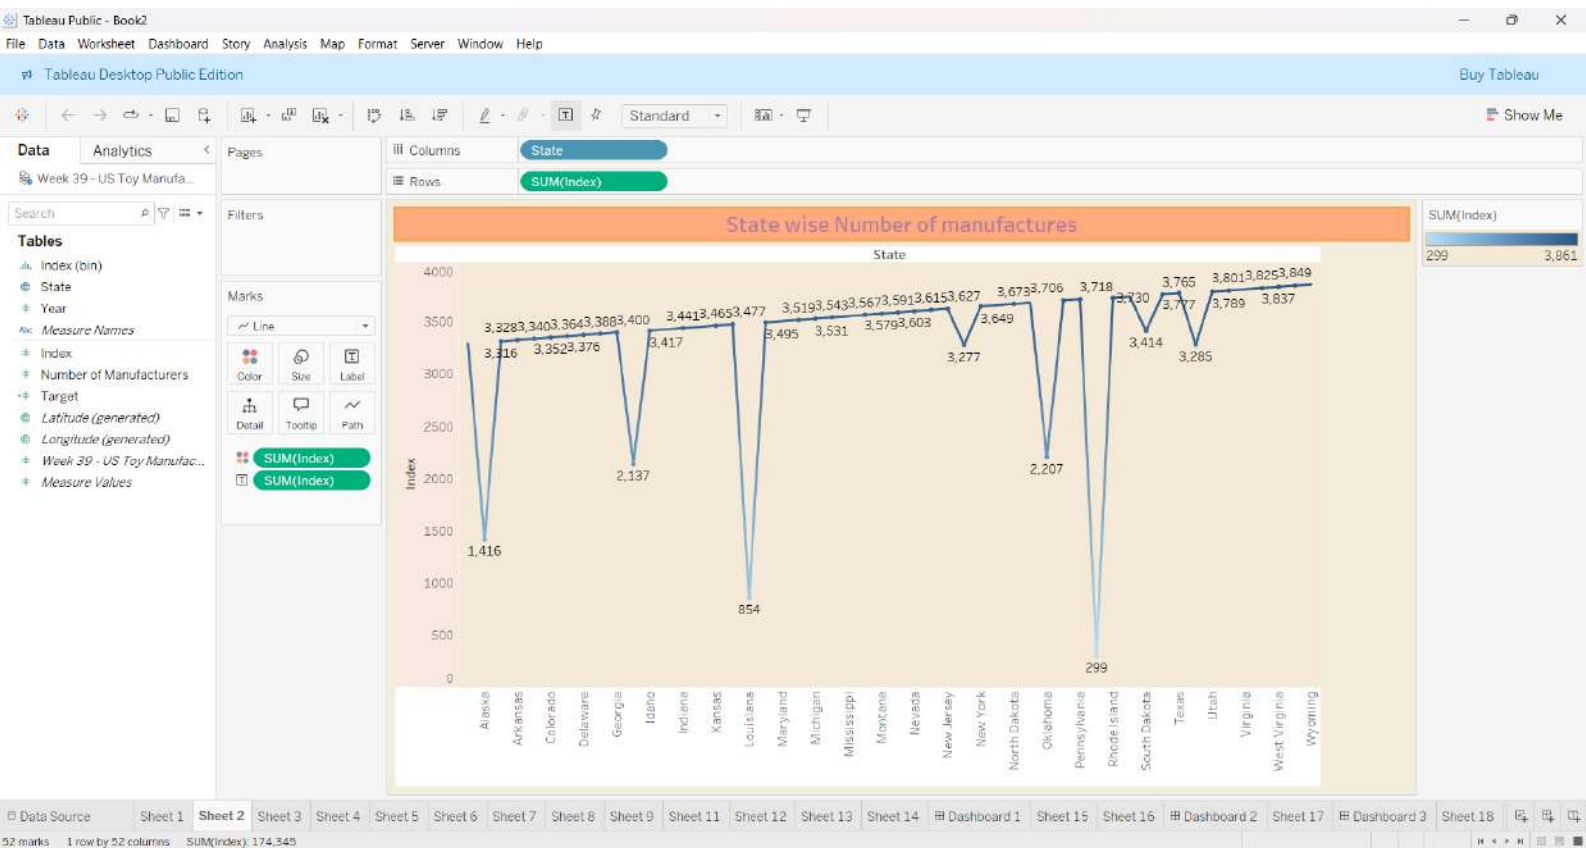 Tableau Public - Book2
File Data Worksheet Dashboard Story Analysis Map Format Server Window Help
Tableau Desktop Public Edition
Buy Tableau
Standard
Show Me
Data Analytics
Pages
Columns State
Week 39 - US Toy Manufa...
Rows SUM(Index)
Search
Filters
State wise Number of manufactures
SUM(Index)
299 3,861
Tables
Index (bin)
State
Year
Abc Measure Names
Index
Number of Manufacturers
Target
Latitude (generated)
Longitude (generated)
Week 39 - US Toy Manufac...
Measure Values
Marks
Line
Color Size Label
Detail Tooltip Path
SUM(Index)
SUM(Index)
State
Index
4000
3500
3000
2500
2000
1500
1000
500
0
3,328 3,340 3,364 3,388 3,400 3,441 3,465 3,477 3,519 3,543 3,567 3,591 3,615 3,627 3,673 3,706 3,718 3,730 3,765 3,801 3,825 3,849
3,316 3,352 3,376 3,417 3,495 3,531 3,579 3,603 3,649 3,777 3,789 3,837
3,277 3,414 3,285
2,137 2,207
1,416
854
299
Alaska
Arkansas
Colorado
Delaware
Georgia
Idaho
Indiana
Kansas
Louisiana
Maryland
Michigan
Mississippi
Montana
Nevada
New Jersey
New York
North Dakota
Oklahoma
Pennsylvania
Rhode Island
South Dakota
Texas
Utah
Virginia
West Virginia
Wyoming
Data Source Sheet 1 Sheet 2 Sheet 3 Sheet 4 Sheet 5 Sheet 6 Sheet 7 Sheet 8 Sheet 9 Sheet 11 Sheet 12 Sheet 13 Sheet 14 Dashboard 1 Sheet 15 Sheet 16 Dashboard 2 Sheet 17 Dashboard 3 Sheet 18
52 marks 1 row by 52 columns SUM(Index): 174,345